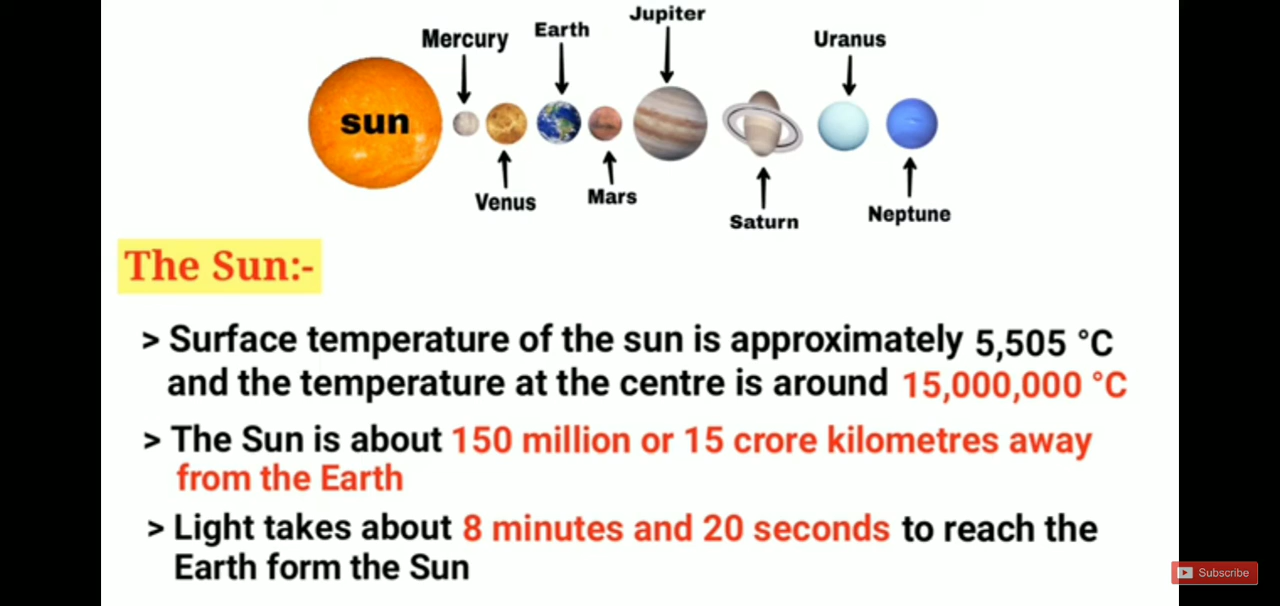 Jupiter
Earth
Mercury
Uranus
sun
Venus
Mars
Saturn
Neptune
The Sun:-
> Surface temperature of the sun is approximately 5,505 °C
and the temperature at the centre is around 15,000,000 °C
> The Sun is about 150 million or 15 crore kilometres away
from the Earth
> Light takes about 8 minutes and 20 seconds to reach the
Earth form the Sun
Subscribe